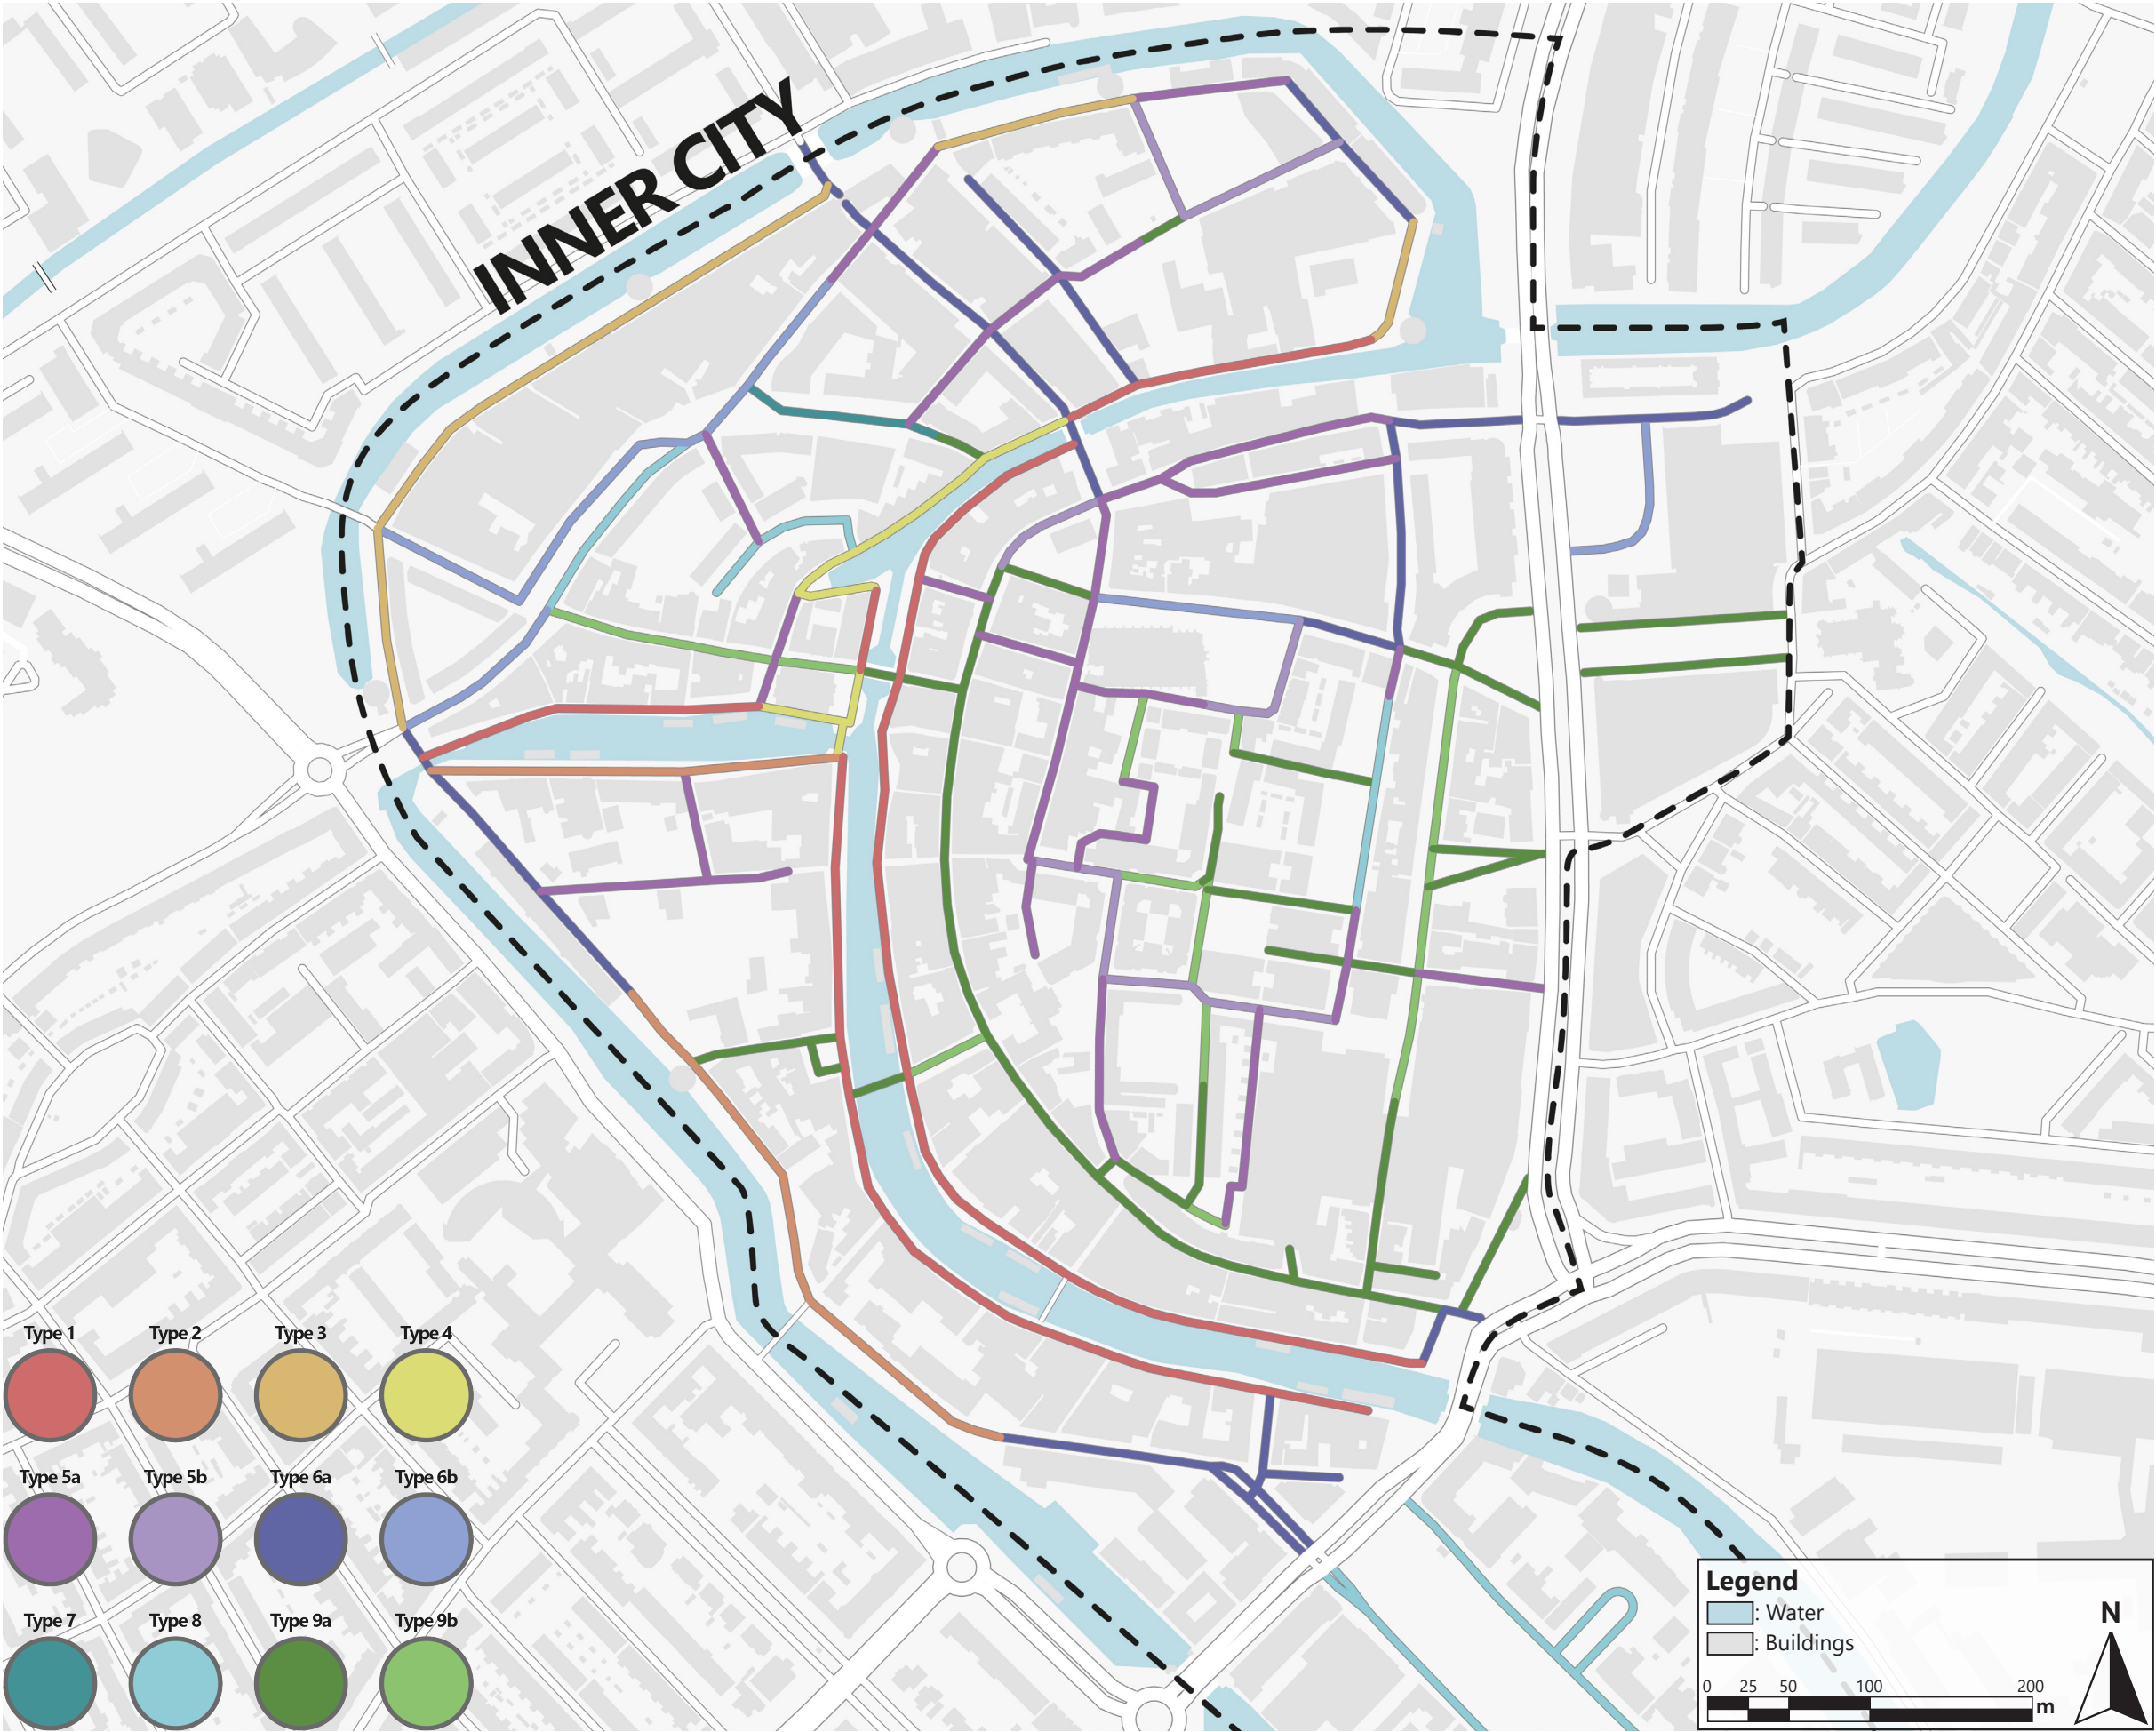 INNER CITY
Type 1 Type 2 Type 3 Type 4
Type 5a Type 5b Type 6a Type 6b
Type 7 Type 8 Type 9a Type 9b
Legend
: Water
: Buildings
N
0 25 50 100 200
m